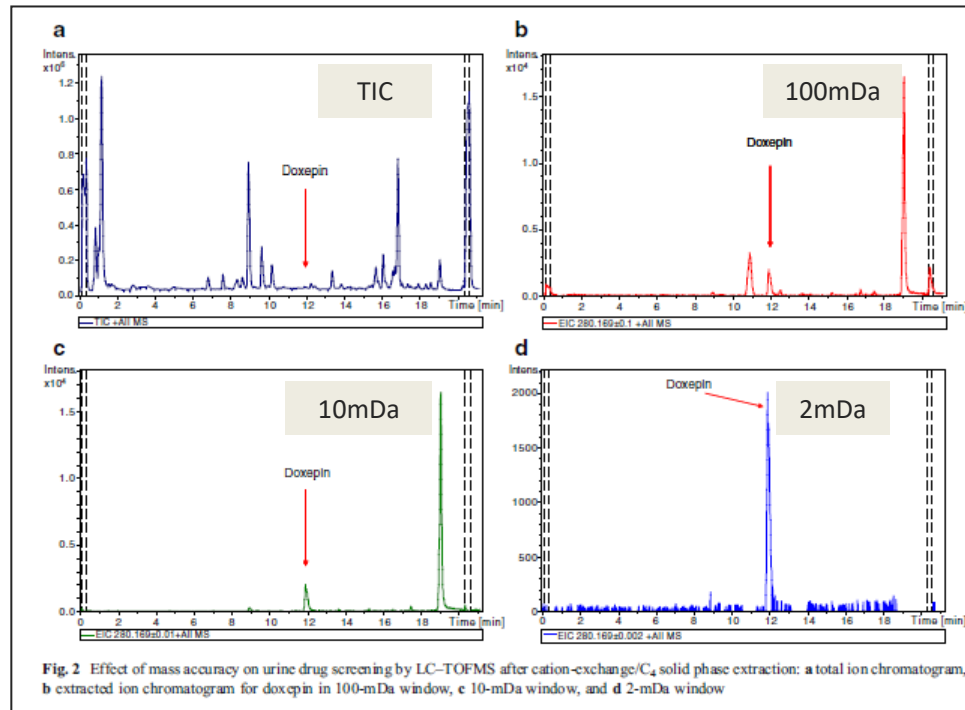 a
Intens.
x10⁶
TIC
1.2
1.0
0.8
Doxepin
0.6
0.4
0.2
0.0
0 2 4 6 8 10 12 14 16 18 Time [min]
TIC +All MS
b
Intens.
x10⁴
100mDa
1.5
Doxepin
1.0
0.5
0.0
0 2 4 6 8 10 12 14 16 18 Time [min]
EIC 280.169±0.1 +All MS
c
Intens.
x10⁴
1.5
10mDa
1.0
Doxepin
0.5
0.0
0 2 4 6 8 10 12 14 16 18 Time [min]
EIC 280.169±0.01+All MS
d
Intens.
Doxepin
2000
2mDa
1500
1000
500
0
0 2 4 6 8 10 12 14 16 18 Time [min]
EIC 280.169±0.002 +All MS
Fig. 2 Effect of mass accuracy on urine drug screening by LC–TOFMS after cation-exchange/C₄ solid phase extraction: a total ion chromatogram,
b extracted ion chromatogram for doxepin in 100-mDa window, c 10-mDa window, and d 2-mDa window